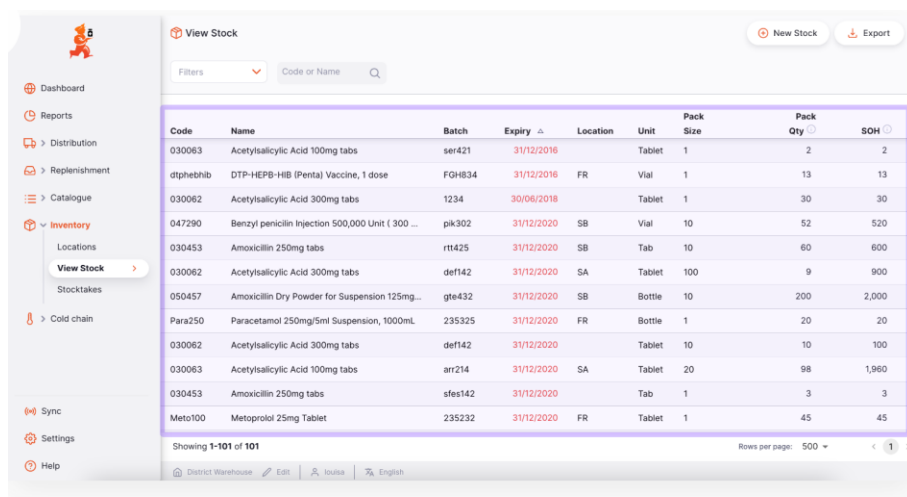 View Stock
New Stock
Export
Filters
Code or Name
Dashboard
Reports
Distribution
Replenishment
Catalogue
Inventory
Locations
View Stock
Stocktakes
Cold chain
Sync
Settings
Help
Code Name Batch Expiry Location Unit Pack Size Pack Qty SOH
030063 Acetylsalicylic Acid 100mg tabs ser421 31/12/2016 Tablet 1 2 2
dtphebhib DTP-HEPB-HIB (Penta) Vaccine, 1 dose FGH834 31/12/2016 FR Vial 1 13 13
030062 Acetylsalicylic Acid 300mg tabs 1234 30/06/2018 Tablet 1 30 30
047290 Benzyl penicilin Injection 500,000 Unit ( 300 ... pik302 31/12/2020 SB Vial 10 52 520
030453 Amoxicillin 250mg tabs rtt425 31/12/2020 SB Tab 10 60 600
030062 Acetylsalicylic Acid 300mg tabs def142 31/12/2020 SA Tablet 100 9 900
050457 Amoxicillin Dry Powder for Suspension 125mg... gte432 31/12/2020 SB Bottle 10 200 2,000
Para250 Paracetamol 250mg/5ml Suspension, 1000mL 235325 31/12/2020 FR Bottle 1 20 20
030062 Acetylsalicylic Acid 300mg tabs def142 31/12/2020 Tablet 10 10 100
030063 Acetylsalicylic Acid 100mg tabs arr214 31/12/2020 SA Tablet 20 98 1,960
030453 Amoxicillin 250mg tabs sfes142 31/12/2020 Tab 1 3 3
Meto100 Metoprolol 25mg Tablet 235232 31/12/2020 FR Tablet 1 45 45
Showing 1-101 of 101
Rows per page: 500
1
District Warehouse Edit louisa English